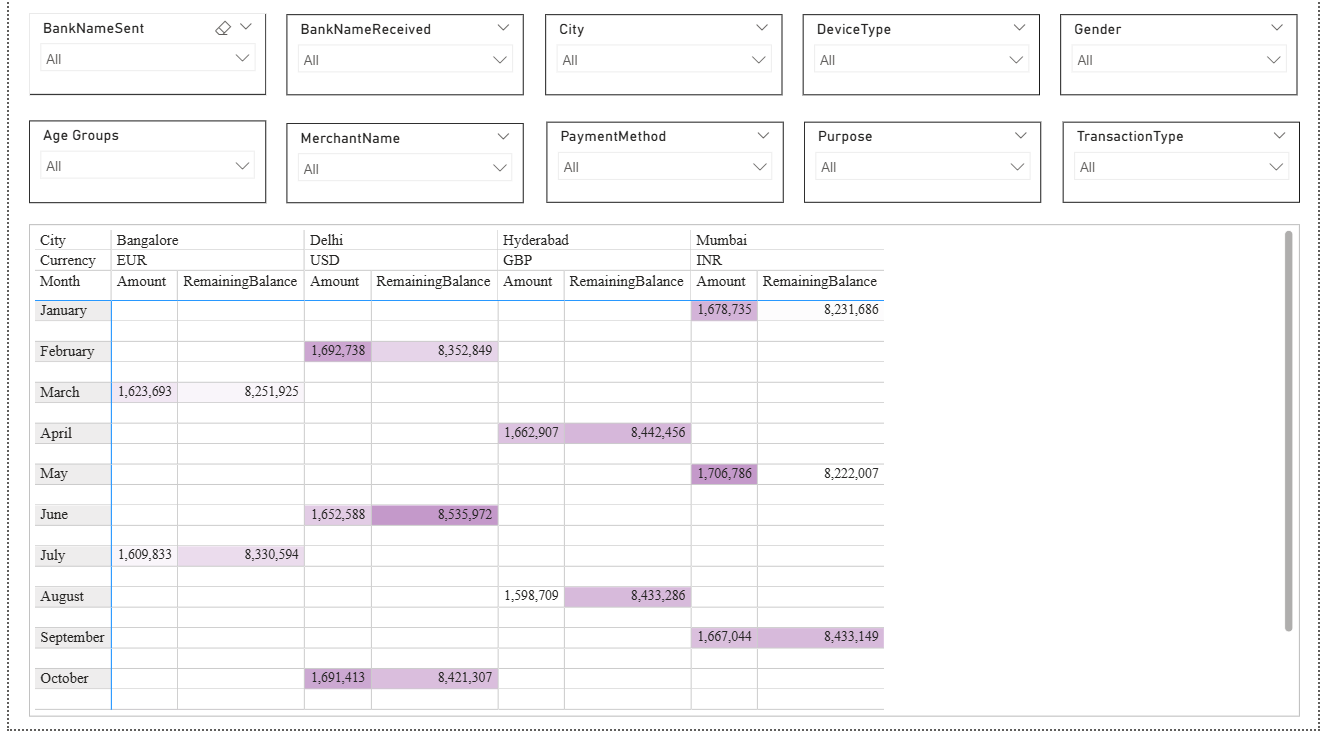 BankNameSent BankNameReceived City DeviceType Gender
All All All All All
Age Groups MerchantName PaymentMethod Purpose TransactionType
All All All All All
City Bangalore Delhi Hyderabad Mumbai
Currency EUR USD GBP INR
Month Amount RemainingBalance Amount RemainingBalance Amount RemainingBalance Amount RemainingBalance
January 1,678,735 8,231,686
February 1,692,738 8,352,849
March 1,623,693 8,251,925
April 1,662,907 8,442,456
May 1,706,786 8,222,007
June 1,652,588 8,535,972
July 1,609,833 8,330,594
August 1,598,709 8,433,286
September 1,667,044 8,433,149
October 1,691,413 8,421,307